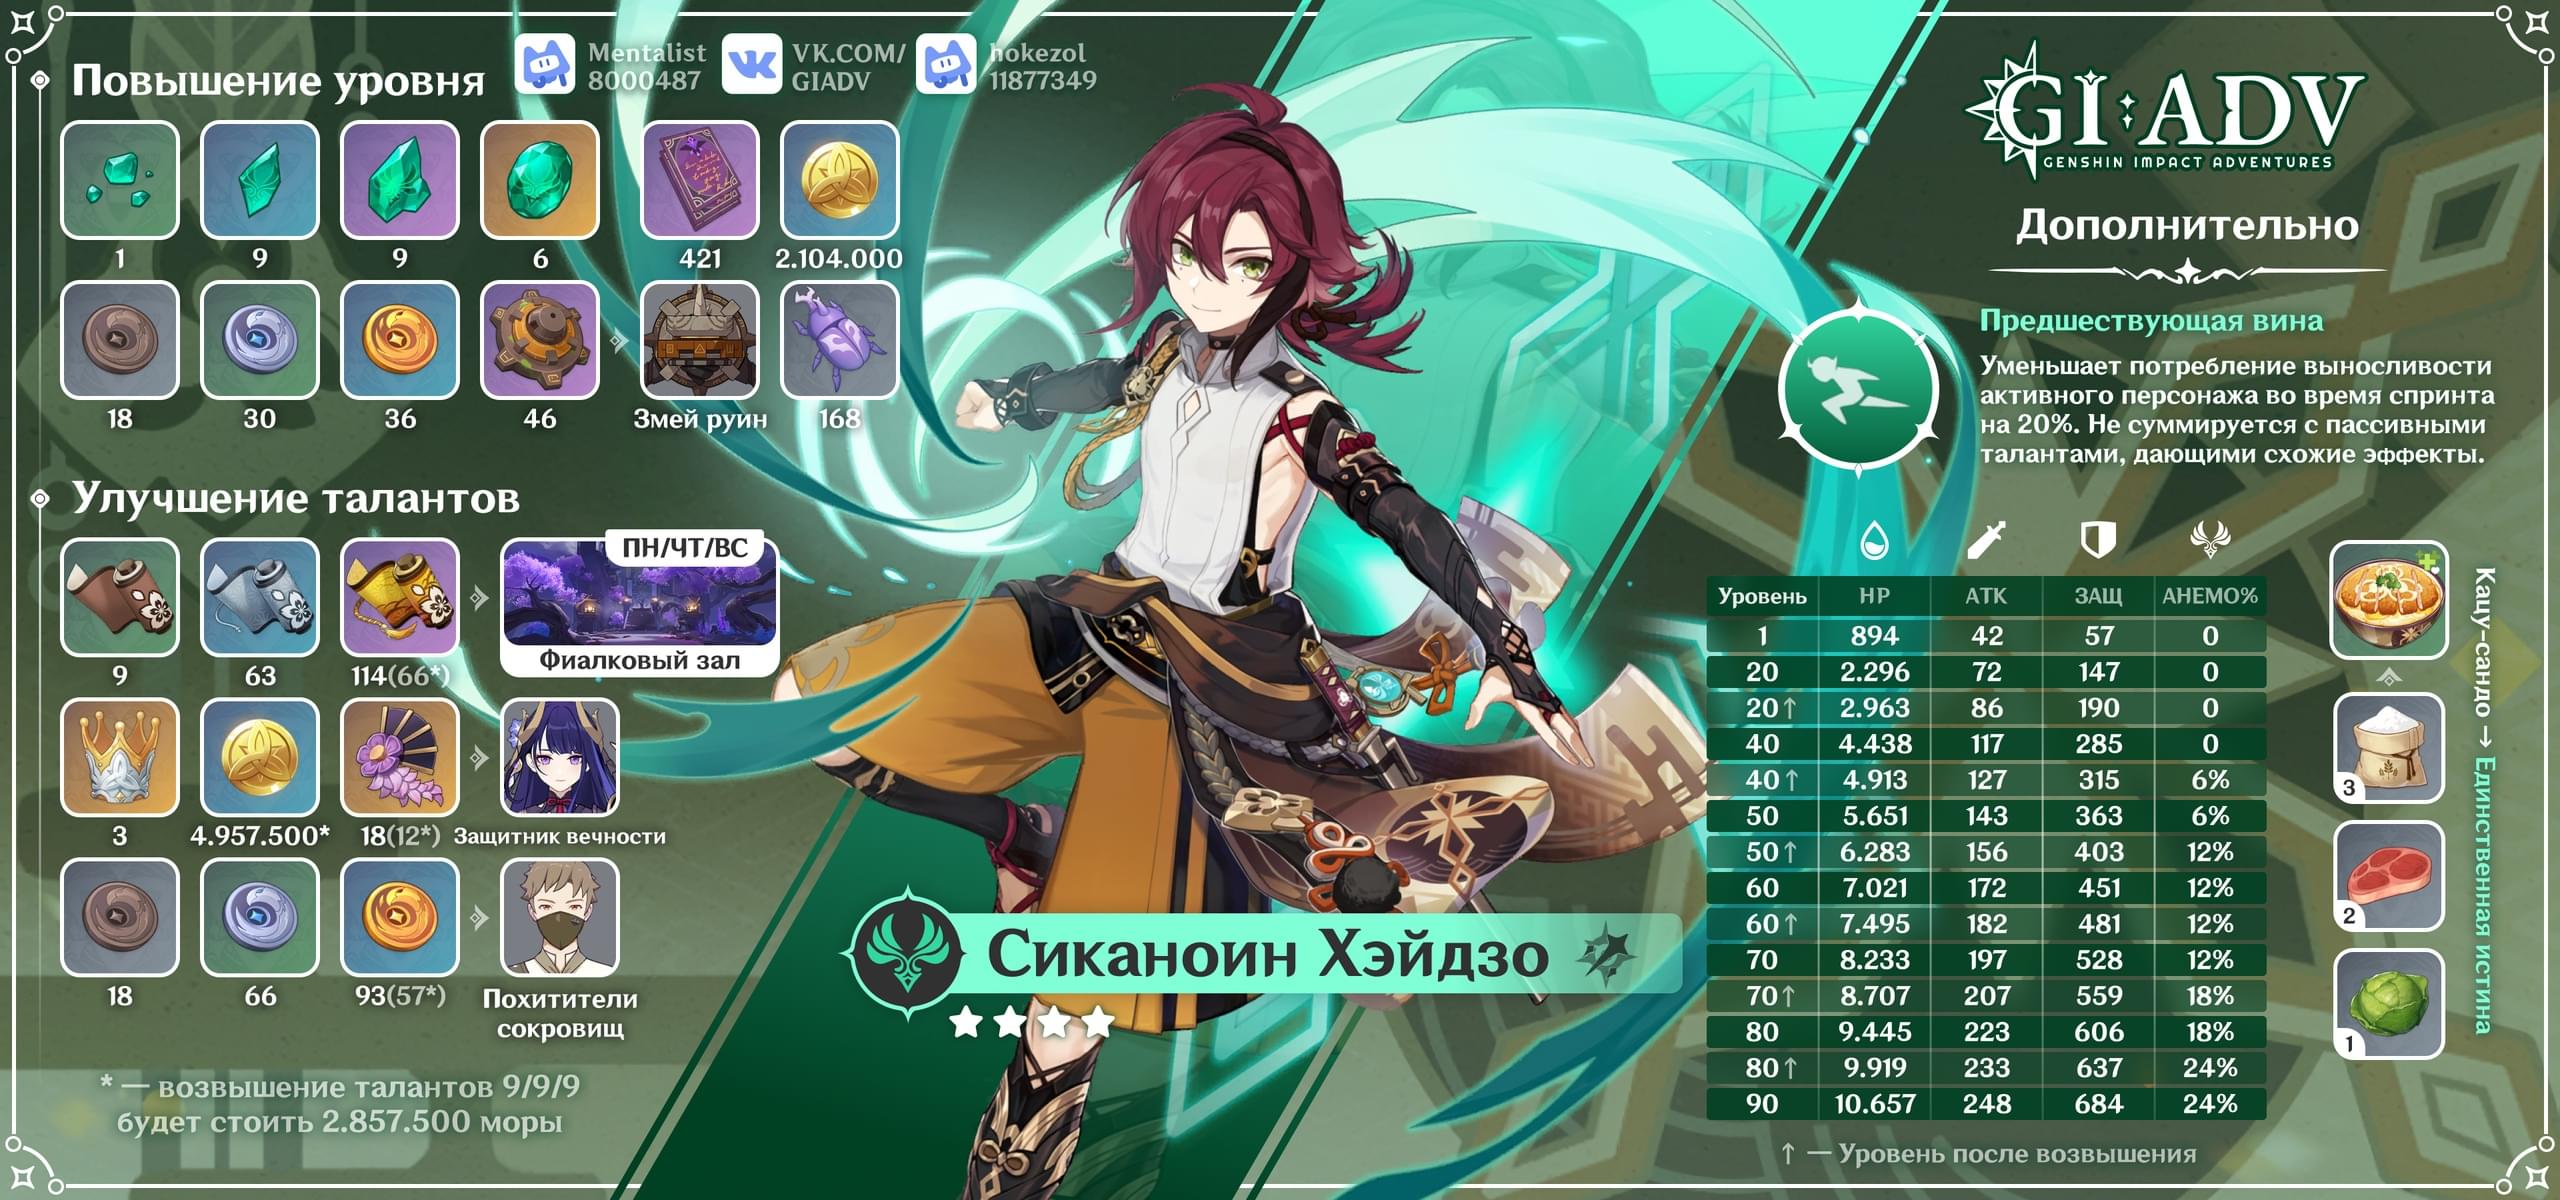 Повышение уровня
Mentalist
8000487
VK.COM/
GIADV
hokezol
11877349
1 9 9 6 421 2.104.000
18 30 36 46 Змей руин 168
Улучшение талантов
ПН/ЧТ/ВС
Фиалковый зал
9 63 114(66*)
3 4.957.500* 18(12*) Защитник вечности
18 66 93(57*) Похитители
сокровищ
* — возвышение талантов 9/9/9
будет стоить 2.857.500 моры
Сиканоин Хэйдзо
GI ADV
GENSHIN IMPACT ADVENTURES
Дополнительно
Предшествующая вина
Уменьшает потребление выносливости
активного персонажа во время спринта
на 20%. Не суммируется с пассивными
талантами, дающими схожие эффекты.
Уровень HP АТК ЗАЩ АНЕМО%
1 894 42 57 0
20 2.296 72 147 0
20↑ 2.963 86 190 0
40 4.438 117 285 0
40↑ 4.913 127 315 6%
50 5.651 143 363 6%
50↑ 6.283 156 403 12%
60 7.021 172 451 12%
60↑ 7.495 182 481 12%
70 8.233 197 528 12%
70↑ 8.707 207 559 18%
80 9.445 223 606 18%
80↑ 9.919 233 637 24%
90 10.657 248 684 24%
↑ — Уровень после возвышения
3
2
1
Кацу-сандо → Единственная истина